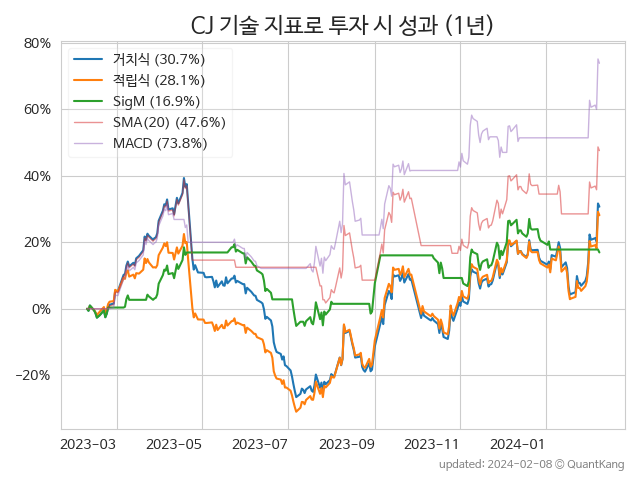 CJ 기술 지표로 투자 시 성과 (1년)
80%
60%
40%
20%
0%
−20%
거치식 (30.7%)
적립식 (28.1%)
SigM (16.9%)
SMA(20) (47.6%)
MACD (73.8%)
2023-03 2023-05 2023-07 2023-09 2023-11 2024-01
updated: 2024-02-08 © QuantKang